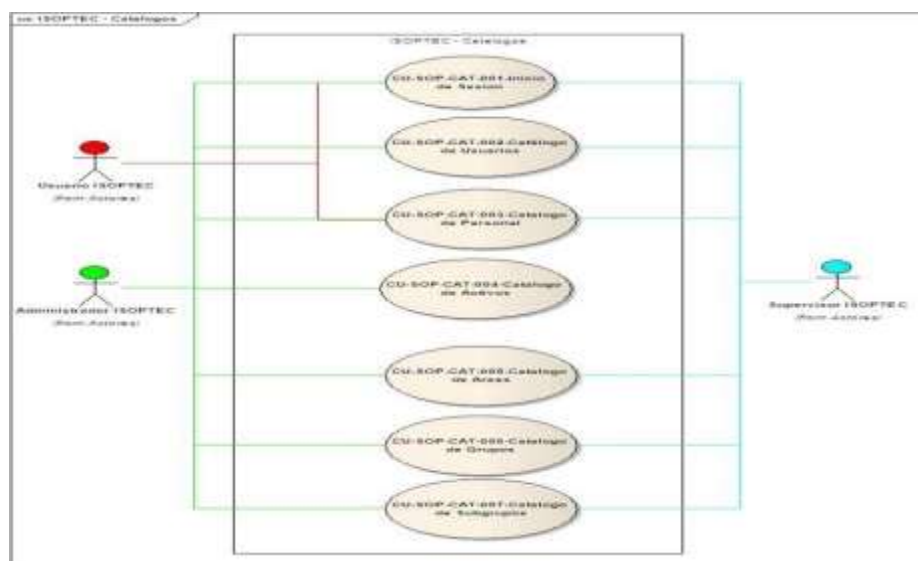 uc ISOPTEC - Catalogos
ISOPTEC - Catalogos
CU-SOP-CAT-001-Inicio
de Sesion
CU-SOP-CAT-002-Catalogo
de Usuarios
Usuario ISOPTEC
(from Actores)
CU-SOP-CAT-003-Catalogo
de Personal
CU-SOP-CAT-004-Catalogo
de Activos
Administrador ISOPTEC
(from Actores)
Supervisor ISOPTEC
(from Actores)
CU-SOP-CAT-005-Catalogo
de Areas
CU-SOP-CAT-006-Catalogo
de Grupos
CU-SOP-CAT-007-Catalogo
de Subgrupos